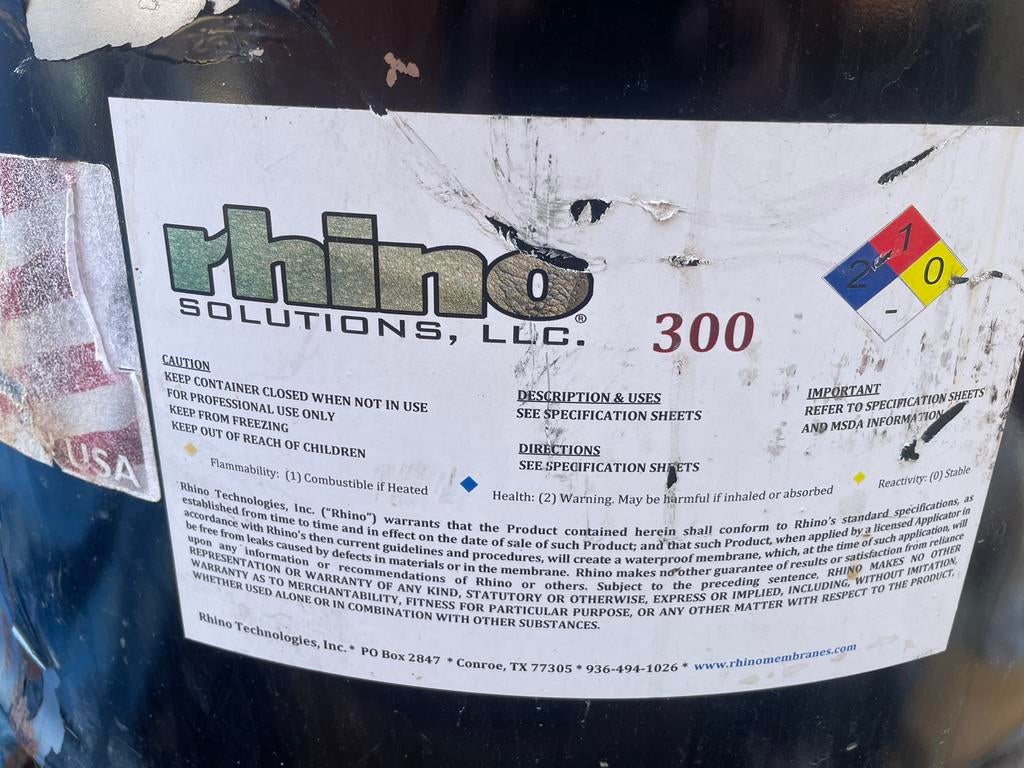 rhino
SOLUTIONS, LLC.®
300
2
1
0
-
CAUTION
KEEP CONTAINER CLOSED WHEN NOT IN USE
FOR PROFESSIONAL USE ONLY
KEEP FROM FREEZING
KEEP OUT OF REACH OF CHILDREN
DESCRIPTION & USES
SEE SPECIFICATION SHEETS
DIRECTIONS
SEE SPECIFICATION SHEETS
IMPORTANT
REFER TO SPECIFICATION SHEETS
AND MSDA INFORMATION
Flammability: (1) Combustible if Heated
Health: (2) Warning. May be harmful if inhaled or absorbed
Reactivity: (0) Stable
Rhino Technologies, Inc. ("Rhino") warrants that the Product contained herein shall conform to Rhino's standard specifications, as
established from time to time and in effect on the date of sale of such Product; and that such Product, when applied by a licensed Applicator in
accordance with Rhino's then current guidelines and procedures, will create a waterproof membrane, which, at the time of such application, will
be free from leaks caused by defects in materials or in the membrane. Rhino makes no other guarantee of results or satisfaction from reliance
upon any information or recommendations of Rhino or others. Subject to the preceding sentence, RHINO MAKES NO OTHER
REPRESENTATION OR WARRANTY OF ANY KIND, STATUTORY OR OTHERWISE, EXPRESS OR IMPLIED, INCLUDING, WITHOUT IMITATION,
WARRANTY AS TO MERCHANTABILITY, FITNESS FOR PARTICULAR PURPOSE, OR ANY OTHER MATTER WITH RESPECT TO THE PRODUCT,
WHETHER USED ALONE OR IN COMBINATION WITH OTHER SUBSTANCES.
Rhino Technologies, Inc. * PO Box 2847 * Conroe, TX 77305 * 936-494-1026 * www.rhinomembranes.com
USA